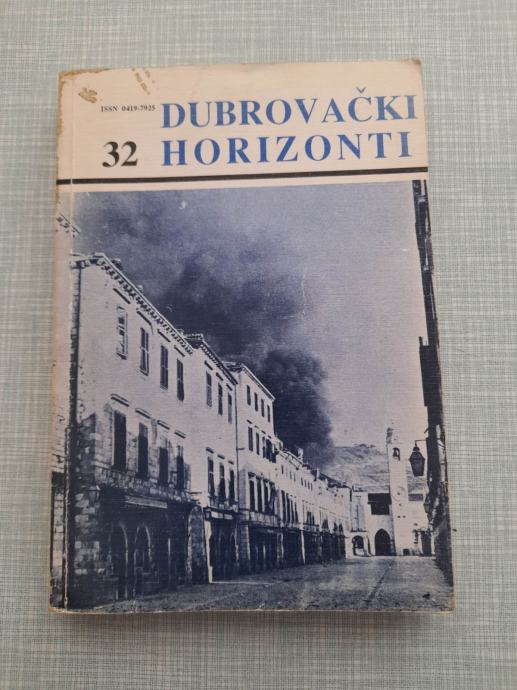 ISSN 0419-7925
DUBROVAČKI
32 HORIZONTI